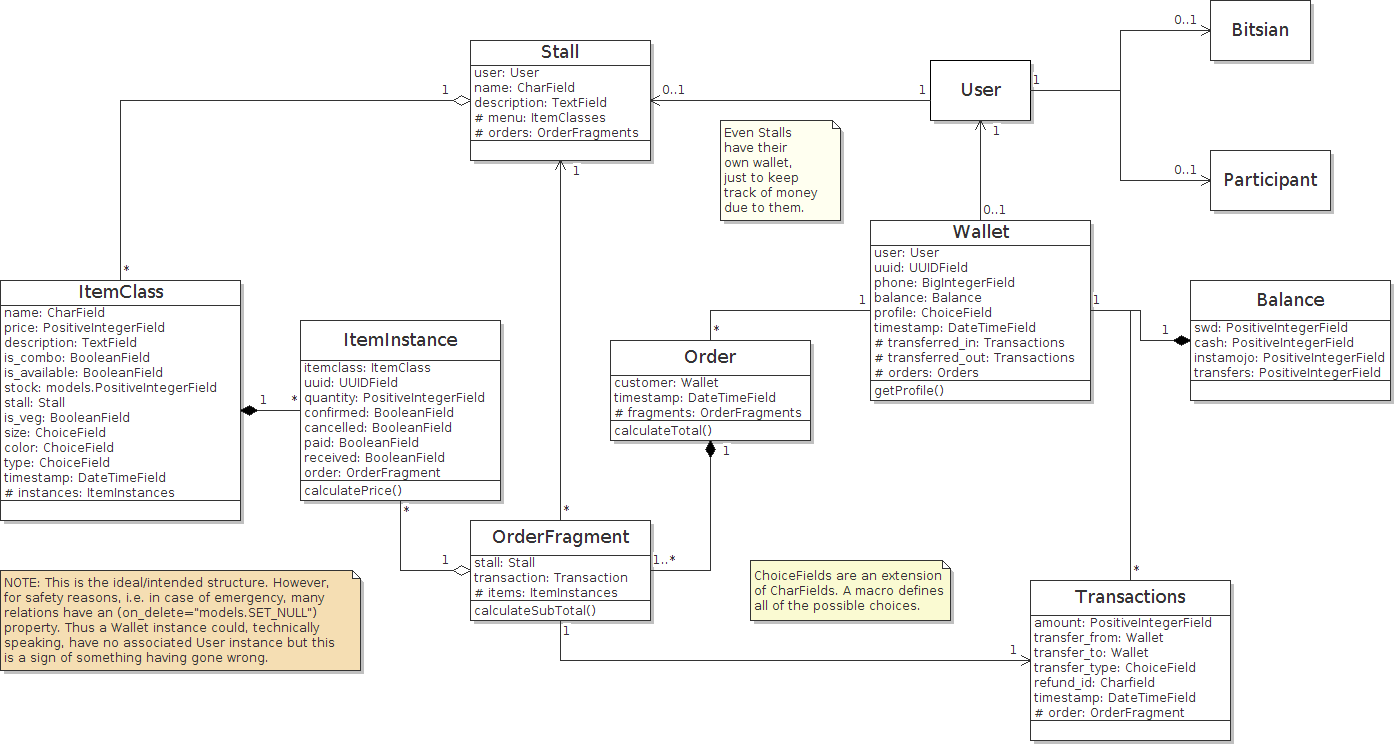 0..1
Bitsian
Stall
user: User
name: CharField
description: TextField
# menu: ItemClasses
# orders: OrderFragments
1
0..1
1
User
1
1
Even Stalls
have their
own wallet,
just to keep
track of money
due to them.
0..1
Participant
1
0..1
Wallet
user: User
uuid: UUIDField
phone: BigIntegerField
balance: Balance
profile: ChoiceField
timestamp: DateTimeField
# transferred_in: Transactions
# transferred_out: Transactions
# orders: Orders
getProfile()
*
ItemClass
name: CharField
price: PositiveIntegerField
description: TextField
is_combo: BooleanField
is_available: BooleanField
stock: models.PositiveIntegerField
stall: Stall
is_veg: BooleanField
size: ChoiceField
color: ChoiceField
type: ChoiceField
timestamp: DateTimeField
# instances: ItemInstances
1
*
ItemInstance
itemclass: ItemClass
uuid: UUIDField
quantity: PositiveIntegerField
confirmed: BooleanField
cancelled: BooleanField
paid: BooleanField
received: BooleanField
order: OrderFragment
calculatePrice()
1
*
Order
customer: Wallet
timestamp: DateTimeField
# fragments: OrderFragments
calculateTotal()
1
1
1
Balance
swd: PositiveIntegerField
cash: PositiveIntegerField
instamojo: PositiveIntegerField
transfers: PositiveIntegerField
*
*
1
OrderFragment
stall: Stall
transaction: Transaction
# items: ItemInstances
calculateSubTotal()
1..*
1
1
NOTE: This is the ideal/intended structure. However,
for safety reasons, i.e. in case of emergency, many
relations have an (on_delete="models.SET_NULL")
property. Thus a Wallet instance could, technically
speaking, have no associated User instance but this
is a sign of something having gone wrong.
ChoiceFields are an extension
of CharFields. A macro defines
all of the possible choices.
*
Transactions
amount: PositiveIntegerField
transfer_from: Wallet
transfer_to: Wallet
transfer_type: ChoiceField
refund_id: Charfield
timestamp: DateTimeField
# order: OrderFragment